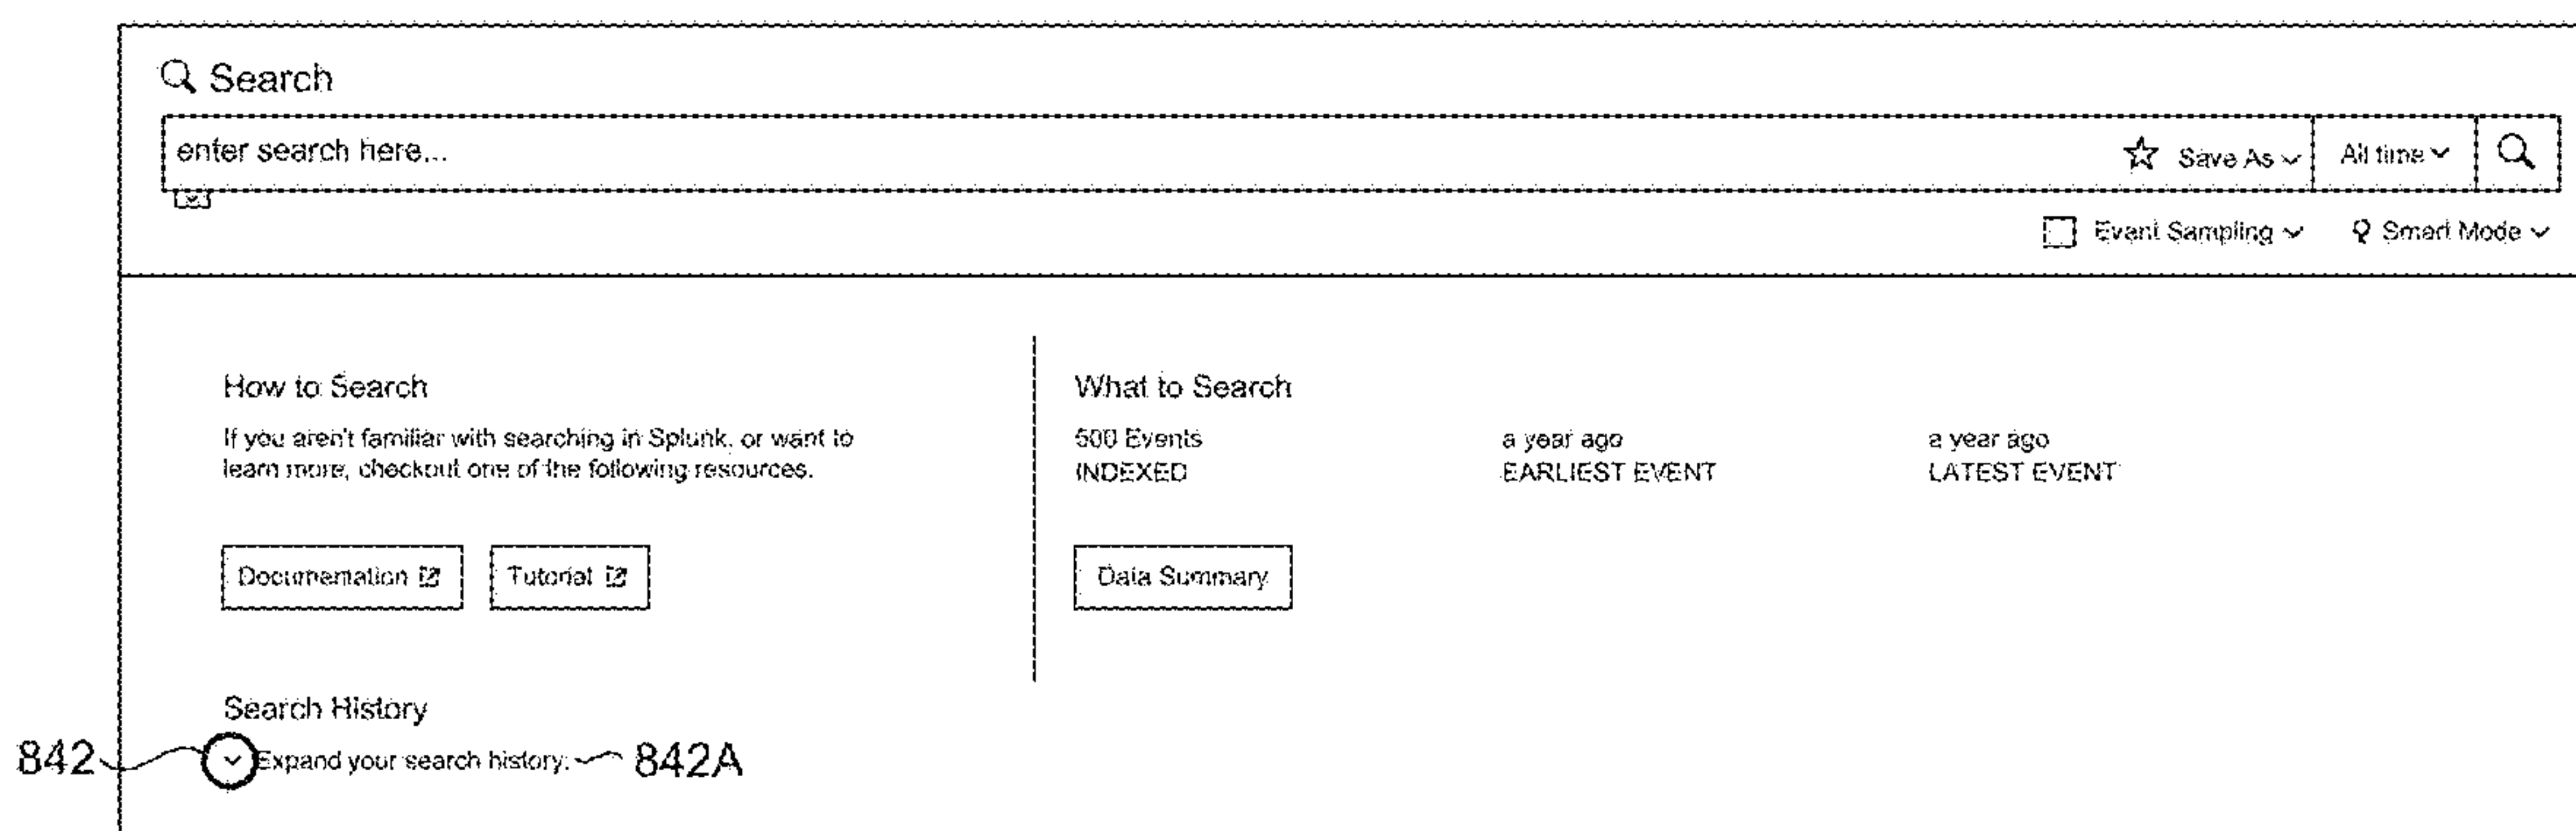 Search
enter search here...
Save As
All time
Event Sampling
Smart Mode
How to Search
If you aren't familiar with searching in Splunk, or want to
learn more, checkout one of the following resources.
Documentation
Tutorial
What to Search
500 Events
INDEXED
a year ago
EARLIEST EVENT
a year ago
LATEST EVENT
Data Summary
Search History
842
Expand your search history.
842A